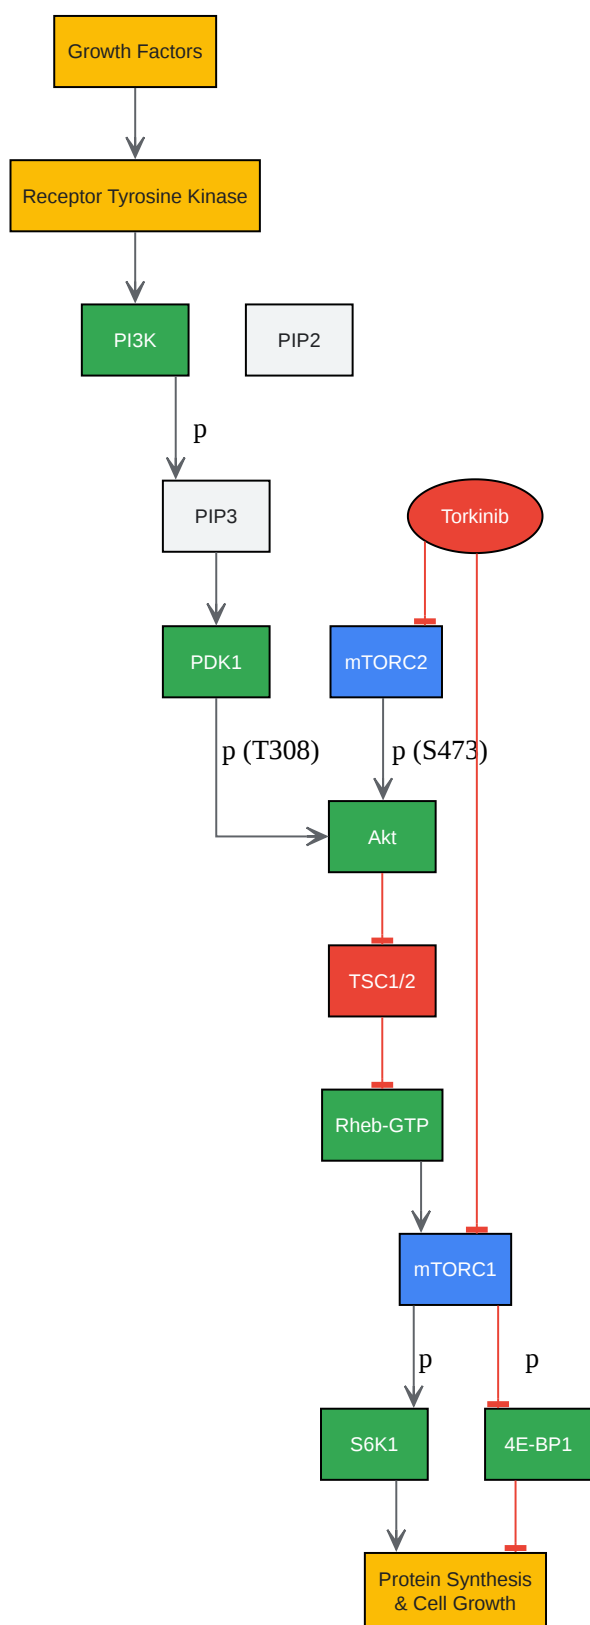 Growth Factors
Receptor Tyrosine Kinase
PI3K
PIP2
p
PIP3
Torkinib
PDK1
mTORC2
p (T308)
p (S473)
Akt
TSC1/2
Rheb-GTP
mTORC1
p
p
S6K1
4E-BP1
Protein Synthesis
& Cell Growth